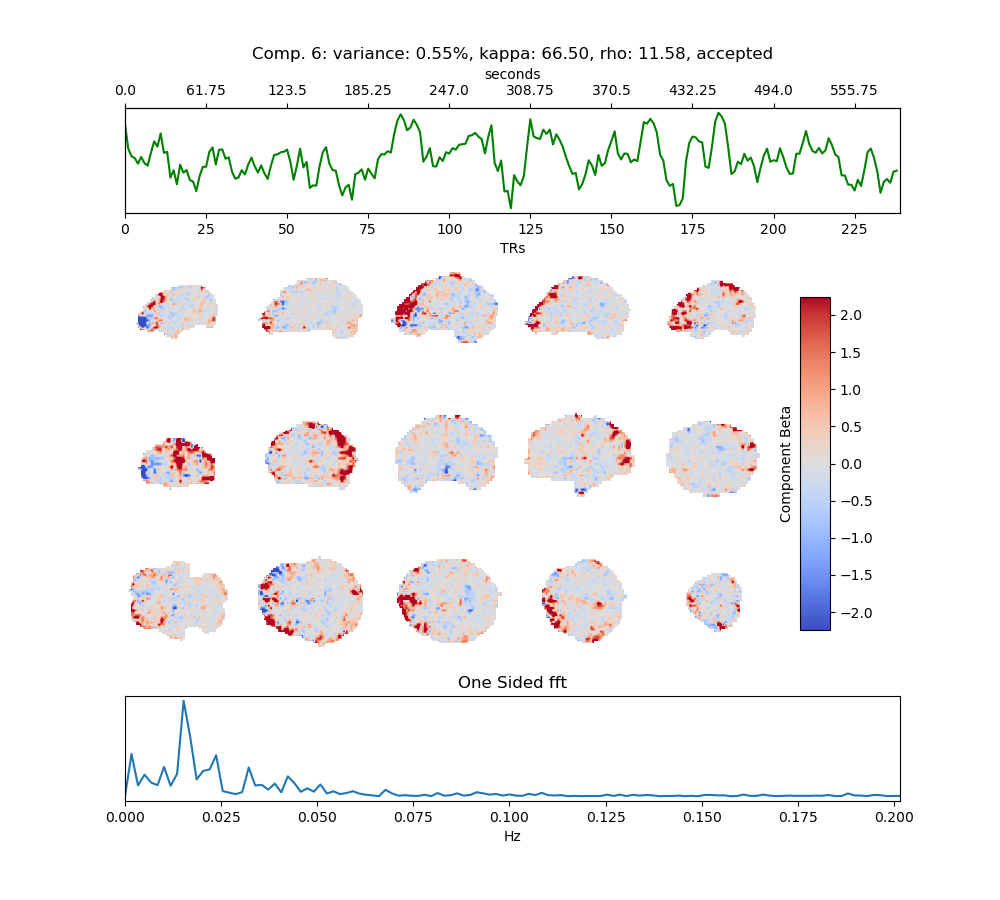 Comp. 6: variance: 0.55%, kappa: 66.50, rho: 11.58, accepted
seconds
0.0 61.75 123.5 185.25 247.0 308.75 370.5 432.25 494.0 555.75
0 25 50 75 100 125 150 175 200 225
TRs
2.0
1.5
1.0
0.5
0.0
−0.5
−1.0
−1.5
−2.0
Component Beta
One Sided fft
0.000 0.025 0.050 0.075 0.100 0.125 0.150 0.175 0.200
Hz